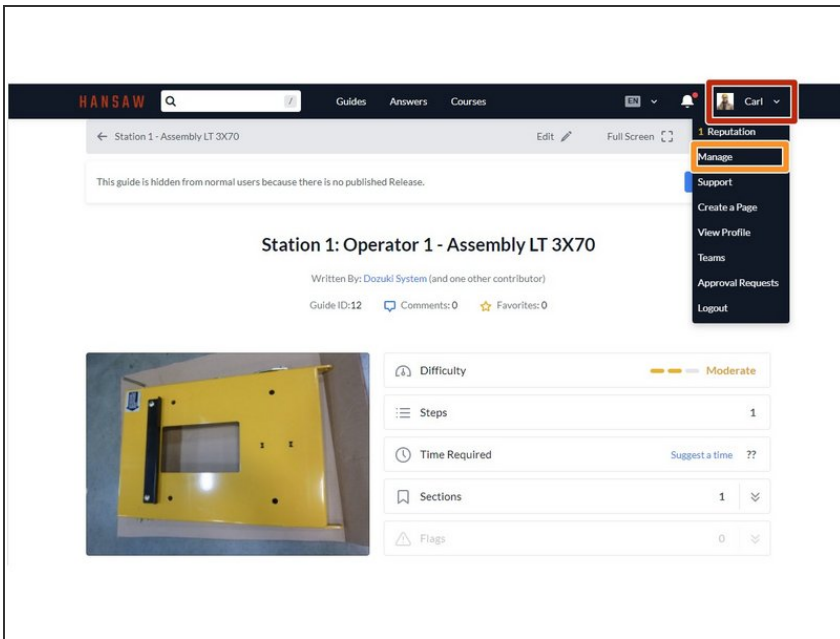 HANSAW
/
Guides Answers Courses
EN
Carl
Station 1 - Assembly LT 3X70
Edit
Full Screen
1 Reputation
Manage
Support
Create a Page
View Profile
Teams
Approval Requests
Logout
This guide is hidden from normal users because there is no published Release.
Station 1: Operator 1 - Assembly LT 3X70
Written By: Dozuki System (and one other contributor)
Guide ID:12 Comments: 0 Favorites: 0
Difficulty Moderate
Steps 1
Time Required Suggest a time ??
Sections 1
Flags 0